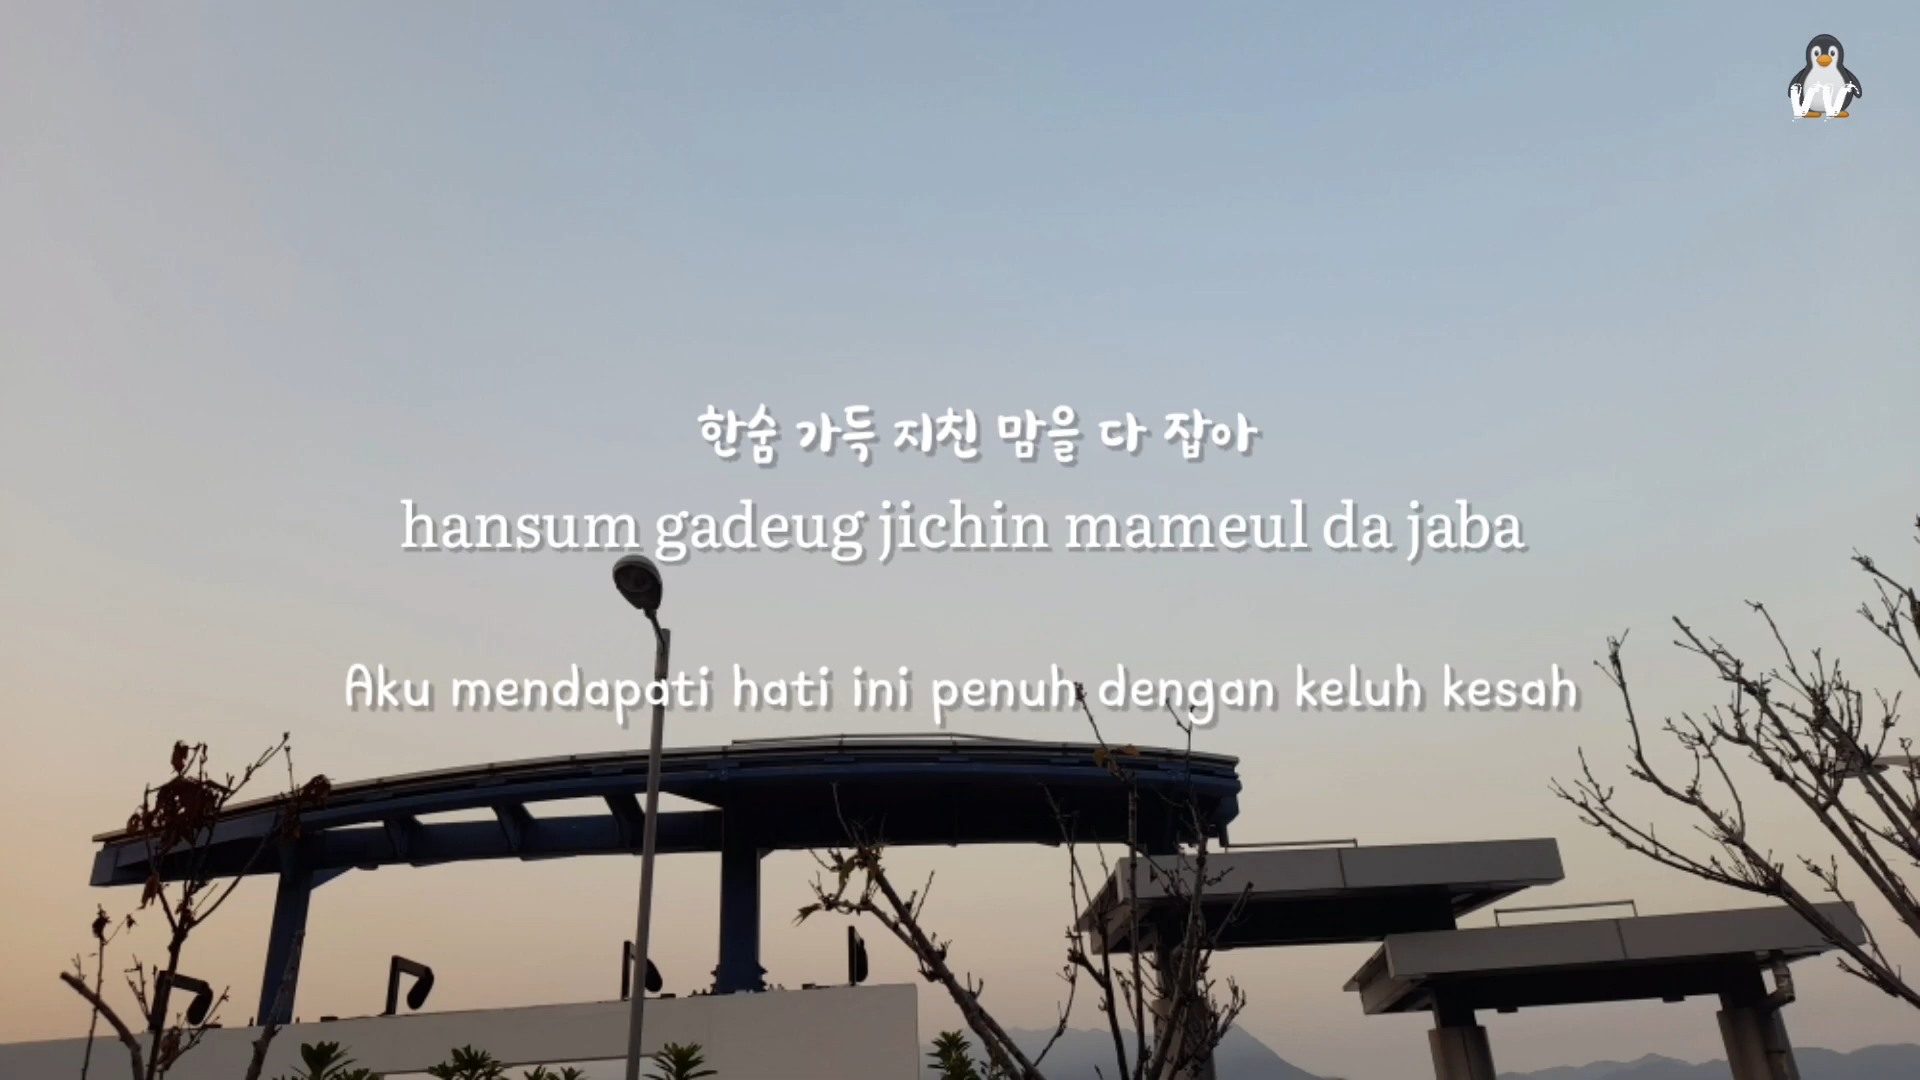 VV
한숨 가득 지친 맘을 다 잡아
hansum gadeug jichin mameul da jaba
Aku mendapati hati ini penuh dengan keluh kesah